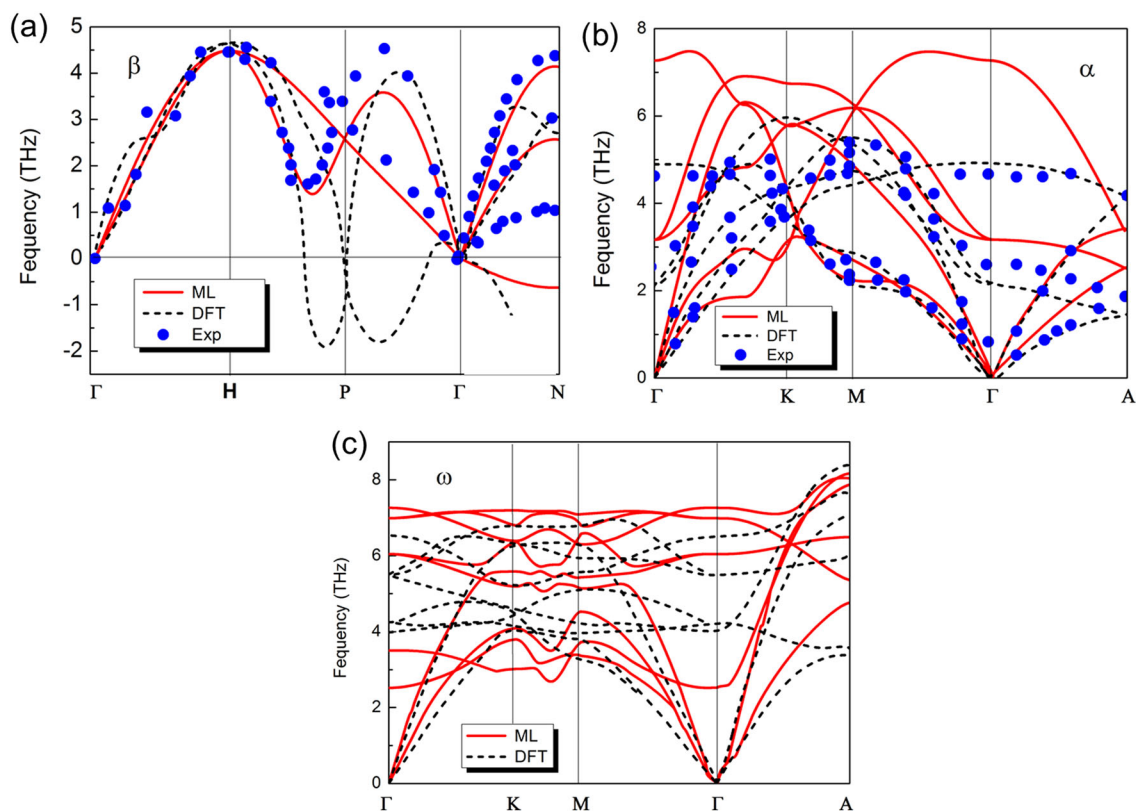 (a)
β
Fequency (THz)
5
4
3
2
1
0
-1
-2
ML
DFT
Exp
Γ H P Γ N
(b)
α
Fequency (THz)
8
6
4
2
0
ML
DFT
Exp
Γ K M Γ A
(c)
ω
Fequency (THz)
8
6
4
2
0
ML
DFT
Γ K M Γ A